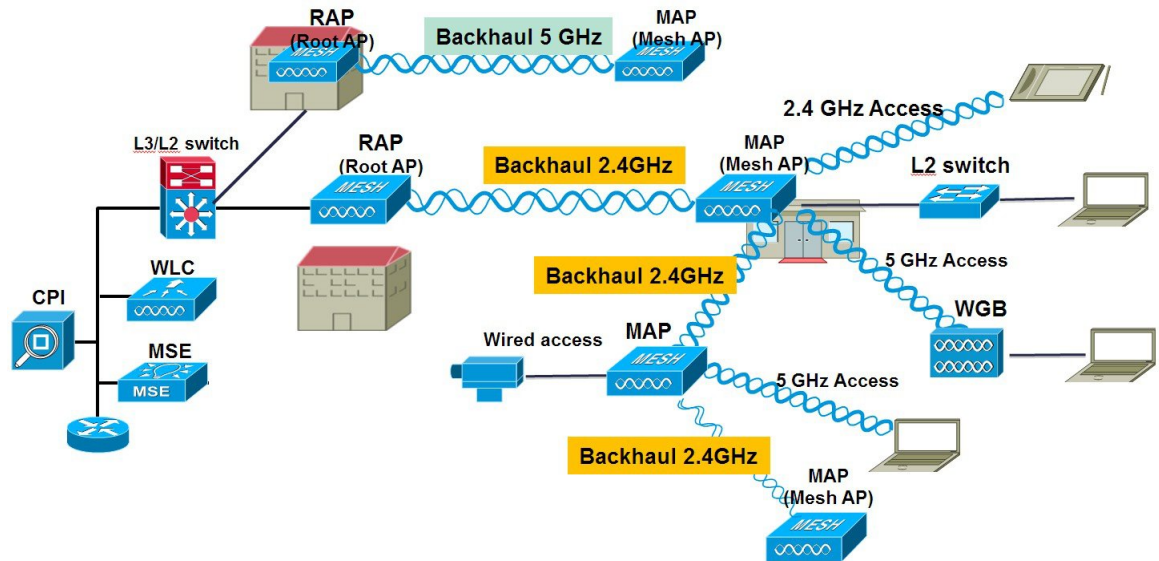 RAP
(Root AP)
MESH
Backhaul 5 GHz
MAP
(Mesh AP)
MESH
2.4 GHz Access
L3/L2 switch
RAP
(Root AP)
MESH
Backhaul 2.4GHz
MAP
(Mesh AP)
MESH
L2 switch
Backhaul 2.4GHz
5 GHz Access
WLC
CPI
WGB
MSE
MSE
Wired access
MAP
MESH
5 GHz Access
Backhaul 2.4GHz
MAP
(Mesh AP)
MESH